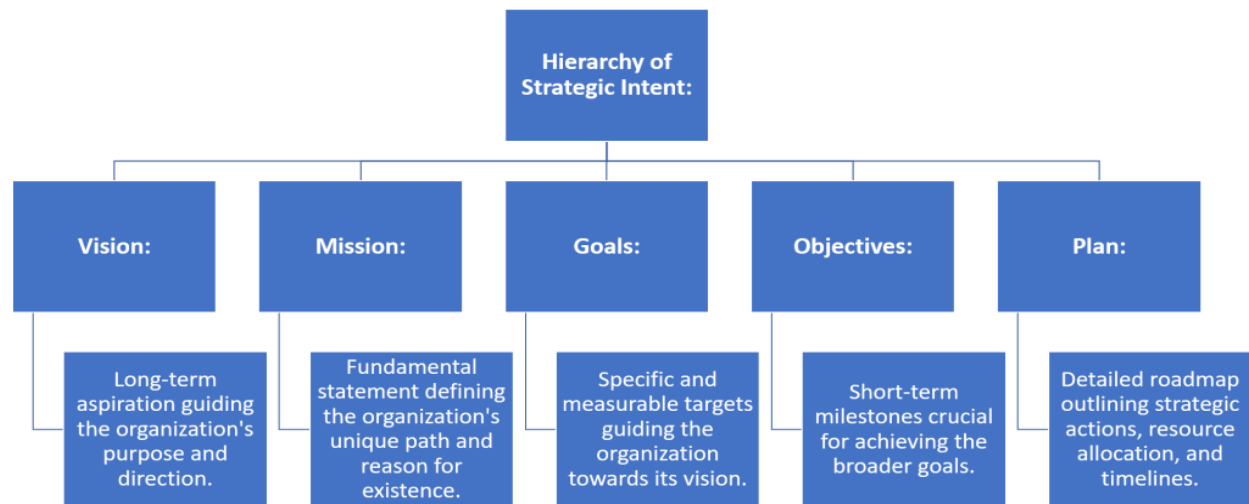 Hierarchy of
Strategic Intent:
Vision:
Mission:
Goals:
Objectives:
Plan:
Long-term
aspiration guiding
the organization's
purpose and
direction.
Fundamental
statement defining
the organization's
unique path and
reason for
existence.
Specific and
measurable targets
guiding the
organization
towards its vision.
Short-term
milestones crucial
for achieving the
broader goals.
Detailed roadmap
outlining strategic
actions, resource
allocation, and
timelines.